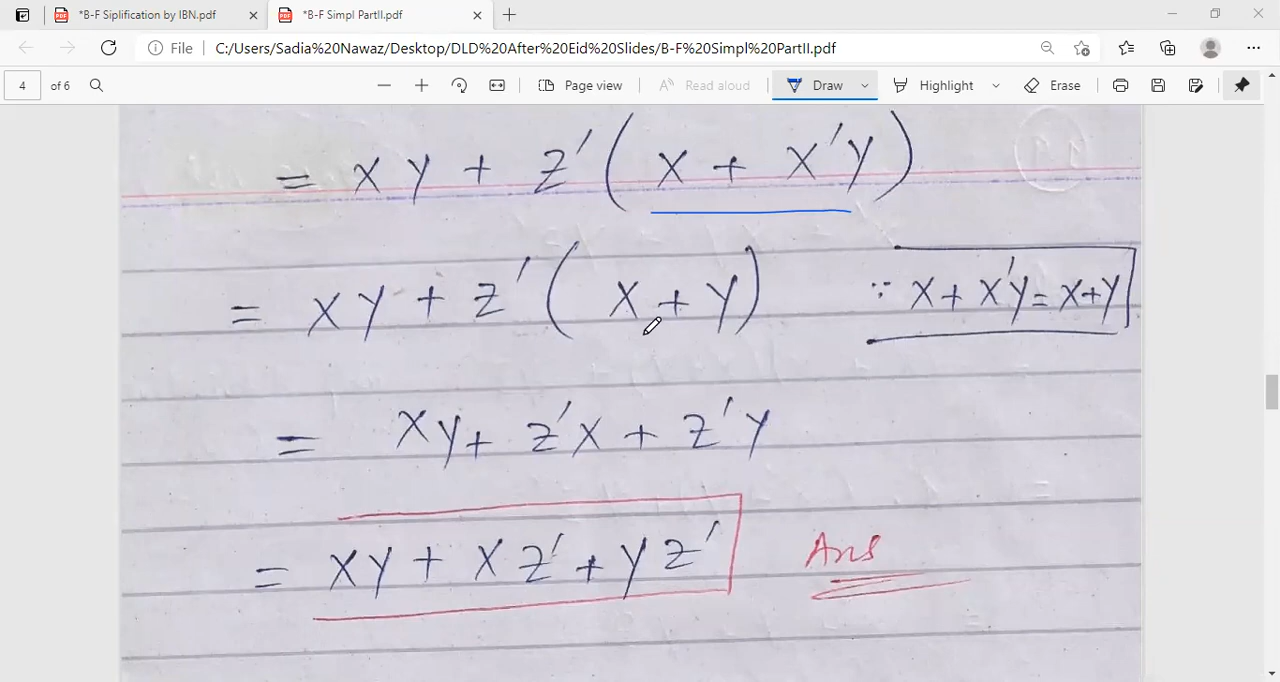 *B-F Siplification by IBN.pdf
*B-F Simpl PartII.pdf
File
C:/Users/Sadia%20Nawaz/Desktop/DLD%20After%20Eid%20Slides/B-F%20Simpl%20PartII.pdf
4 of 6
Page view
Read aloud
Draw
Highlight
Erase
= XY + Z'(X + X'Y)
= XY + Z'(X + Y) ∵ X + X'Y = X+Y
= XY + Z'X + Z'Y
= XY + XZ' + YZ' Ans